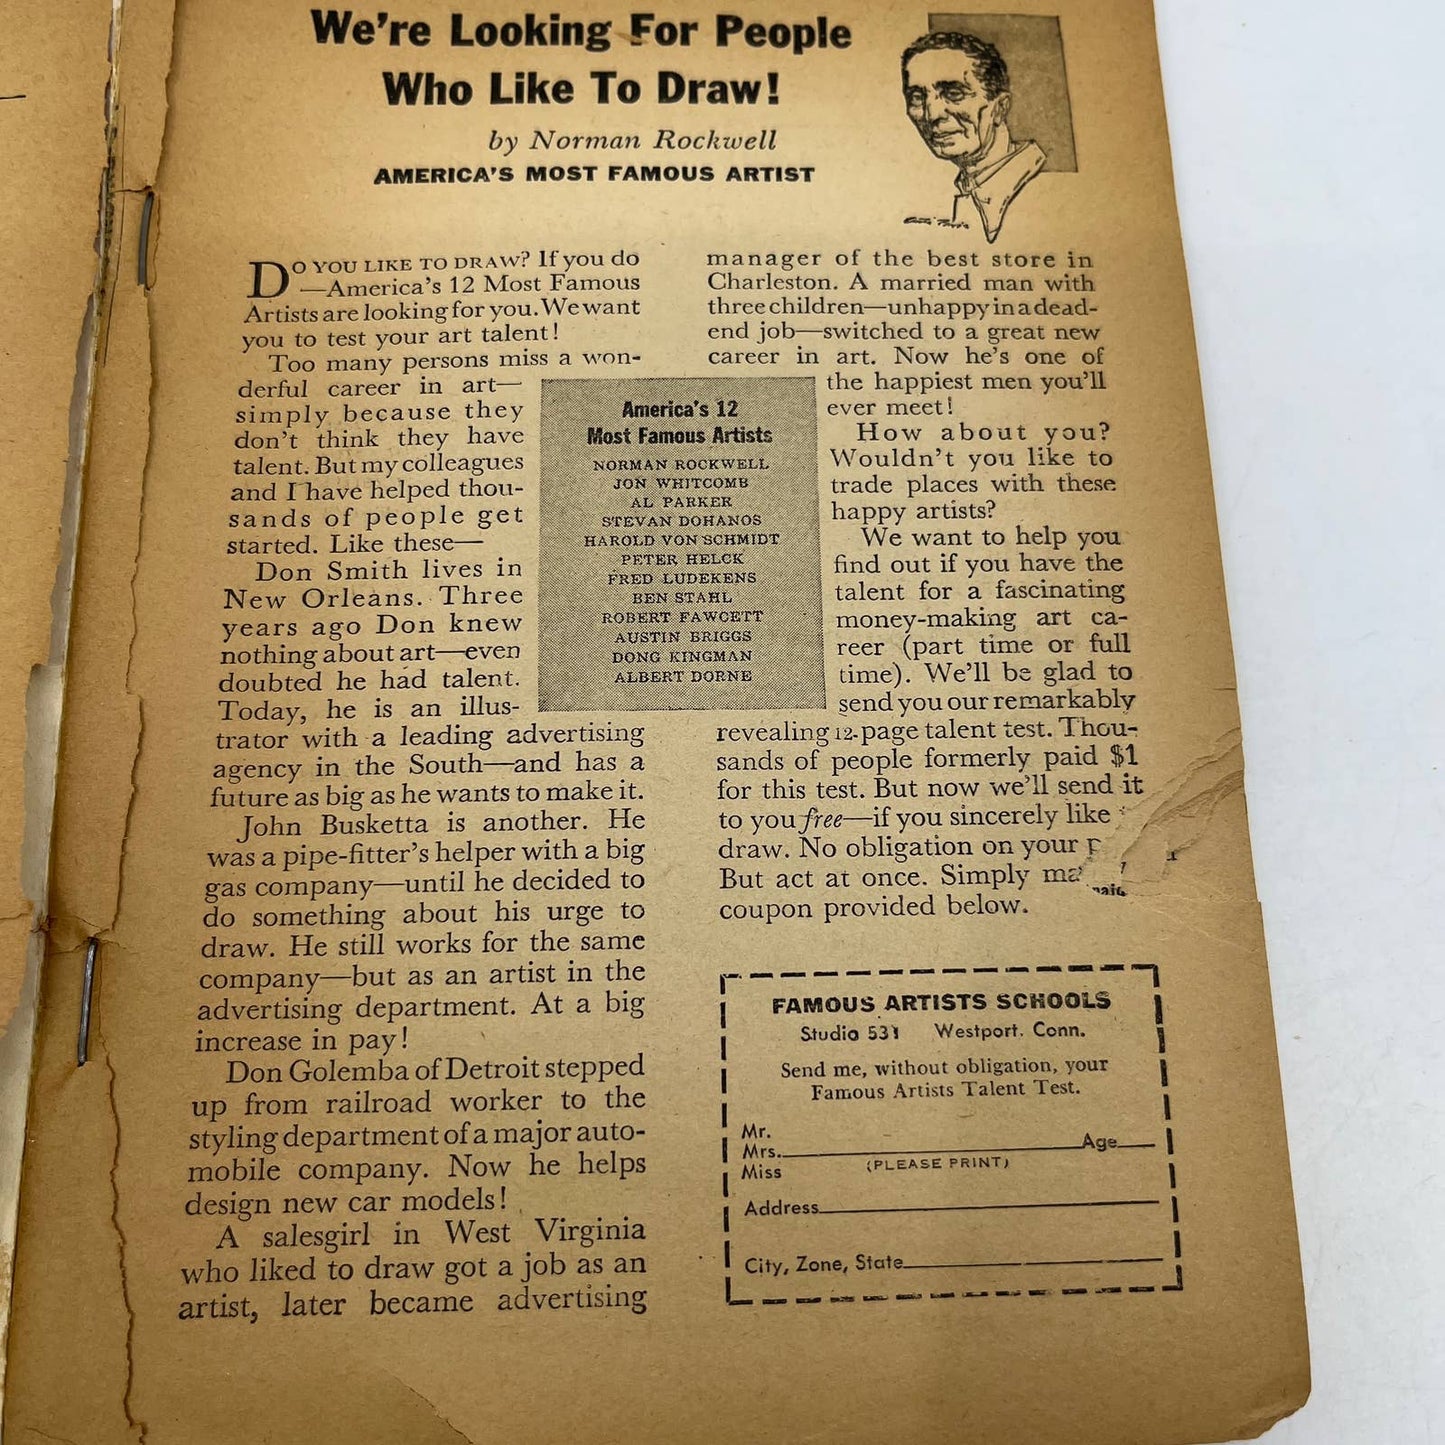 We're Looking For People
Who Like To Draw!
by Norman Rockwell
AMERICA'S MOST FAMOUS ARTIST
DO YOU LIKE TO DRAW? If you do
—America's 12 Most Famous
Artists are looking for you. We want
you to test your art talent!
Too many persons miss a won-
derful career in art—
simply because they
don't think they have
talent. But my colleagues
and I have helped thou-
sands of people get
started. Like these—
Don Smith lives in
New Orleans. Three
years ago Don knew
nothing about art—even
doubted he had talent.
Today, he is an illus-
trator with a leading advertising
agency in the South—and has a
future as big as he wants to make it.
John Busketta is another. He
was a pipe-fitter's helper with a big
gas company—until he decided to
do something about his urge to
draw. He still works for the same
company—but as an artist in the
advertising department. At a big
increase in pay!
Don Golemba of Detroit stepped
up from railroad worker to the
styling department of a major auto-
mobile company. Now he helps
design new car models!
A salesgirl in West Virginia
who liked to draw got a job as an
artist, later became advertising
manager of the best store in
Charleston. A married man with
three children—unhappy in a dead-
end job—switched to a great new
career in art. Now he's one of
the happiest men you'll
ever meet!
How about you?
Wouldn't you like to
trade places with these
happy artists?
We want to help you
find out if you have the
talent for a fascinating
money-making art ca-
reer (part time or full
time). We'll be glad to
send you our remarkably
revealing 12-page talent test. Thou-
sands of people formerly paid $1
for this test. But now we'll send it
to you free—if you sincerely like
draw. No obligation on your
But act at once. Simply
coupon provided below.
America's 12
Most Famous Artists
NORMAN ROCKWELL
JON WHITCOMB
AL PARKER
STEVAN DOHANOS
HAROLD VON SCHMIDT
PETER HELCK
FRED LUDEKENS
BEN STAHL
ROBERT FAWCETT
AUSTIN BRIGGS
DONG KINGMAN
ALBERT DORNE
FAMOUS ARTISTS SCHOOLS
Studio 531 Westport, Conn.
Send me, without obligation, your
Famous Artists Talent Test.
Mr.
Mrs. Age
Miss (PLEASE PRINT)
Address
City, Zone, State